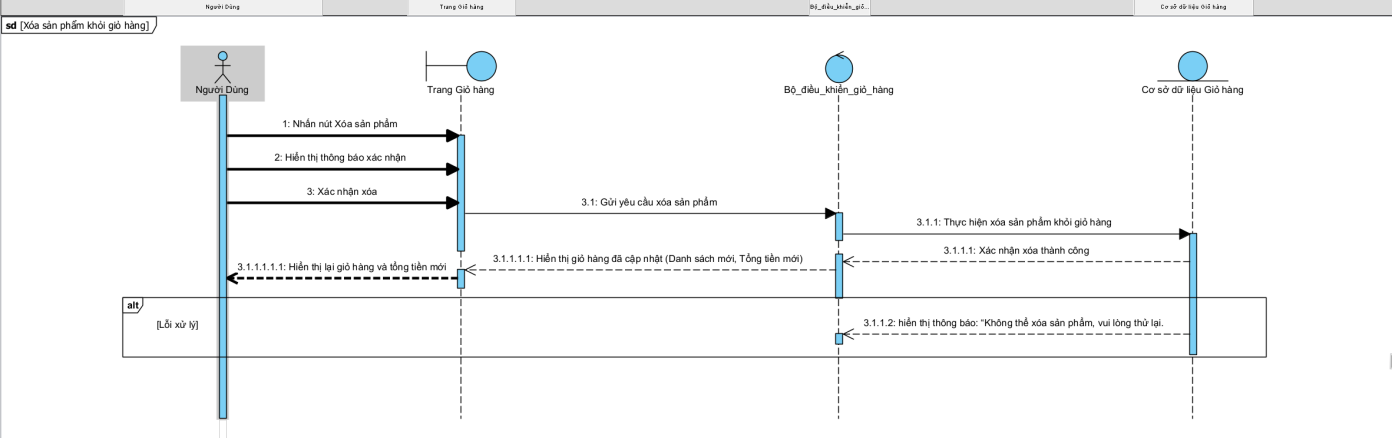 Người Dùng
Trang Giỏ hàng
Bộ_điều_khiển_giỏ...
Cơ sở dữ liệu Giỏ hàng
sd [Xóa sản phẩm khỏi giỏ hàng]
Người Dùng
Trang Giỏ hàng
Bộ_điều_khiển_giỏ_hàng
Cơ sở dữ liệu Giỏ hàng
1: Nhấn nút Xóa sản phẩm
2: Hiển thị thông báo xác nhận
3: Xác nhận xóa
3.1: Gửi yêu cầu xóa sản phẩm
3.1.1: Thực hiện xóa sản phẩm khỏi giỏ hàng
3.1.1.1: Xác nhận xóa thành công
3.1.1.1.1: Hiển thị giỏ hàng đã cập nhật (Danh sách mới, Tổng tiền mới)
3.1.1.1.1.1: Hiển thị lại giỏ hàng và tổng tiền mới
alt
[Lỗi xử lý]
3.1.1.2: hiển thị thông báo: "Không thể xóa sản phẩm, vui lòng thử lại.